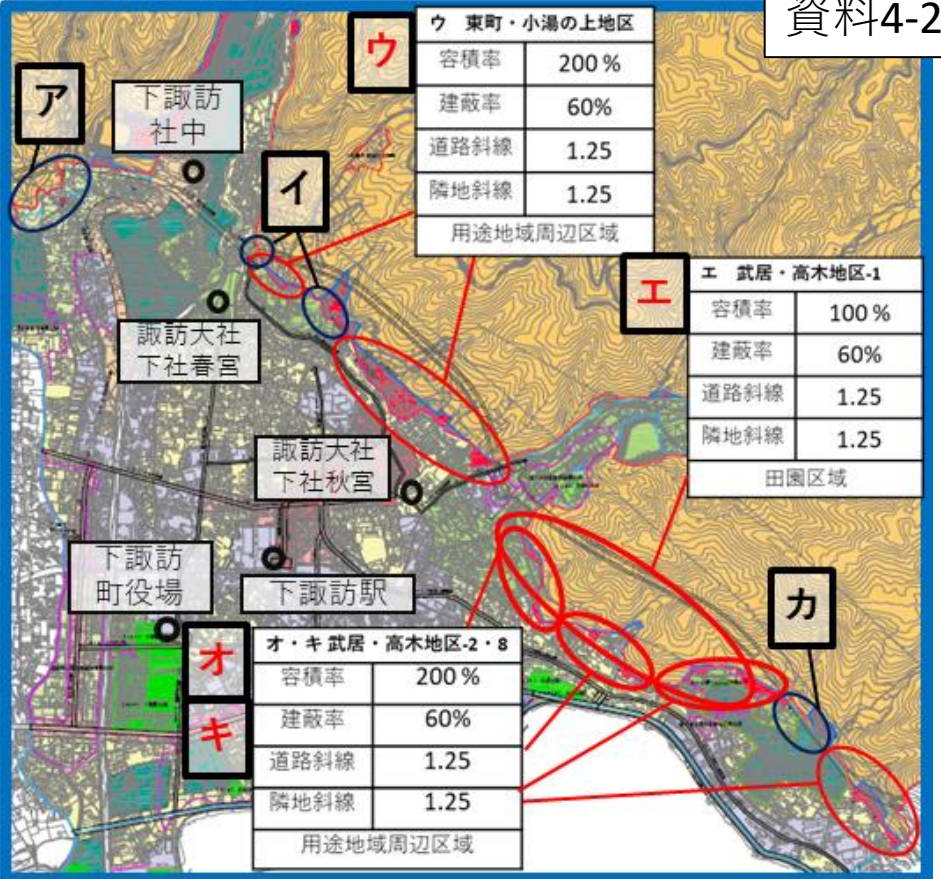 資料4-2
ア
下諏訪
社中
イ
ウ
ウ 東町・小湯の上地区
容積率 200%
建蔽率 60%
道路斜線 1.25
隣地斜線 1.25
用途地域周辺区域
諏訪大社
下社春宮
エ
エ 武居・高木地区-1
容積率 100%
建蔽率 60%
道路斜線 1.25
隣地斜線 1.25
田園区域
諏訪大社
下社秋宮
下諏訪
町役場
下諏訪駅
カ
オ
キ
オ・キ 武居・高木地区-2・8
容積率 200%
建蔽率 60%
道路斜線 1.25
隣地斜線 1.25
用途地域周辺区域